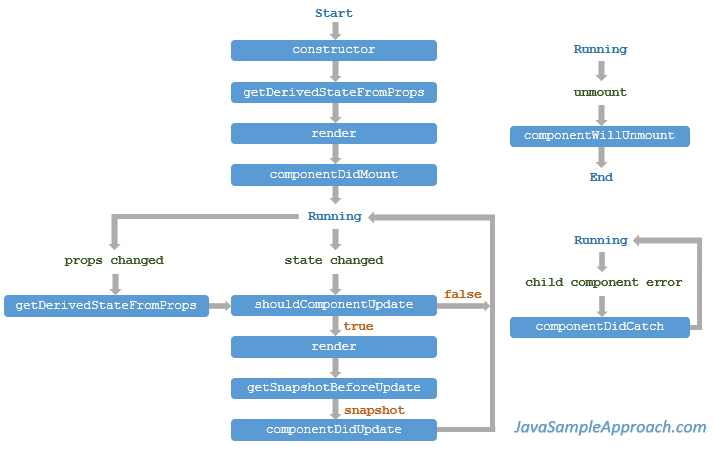 Start
constructor
getDerivedStateFromProps
render
componentDidMount
Running
props changed
state changed
getDerivedStateFromProps
shouldComponentUpdate
false
true
render
getSnapshotBeforeUpdate
snapshot
componentDidUpdate
Running
unmount
componentWillUnmount
End
Running
child component error
componentDidCatch
JavaSampleApproach.com